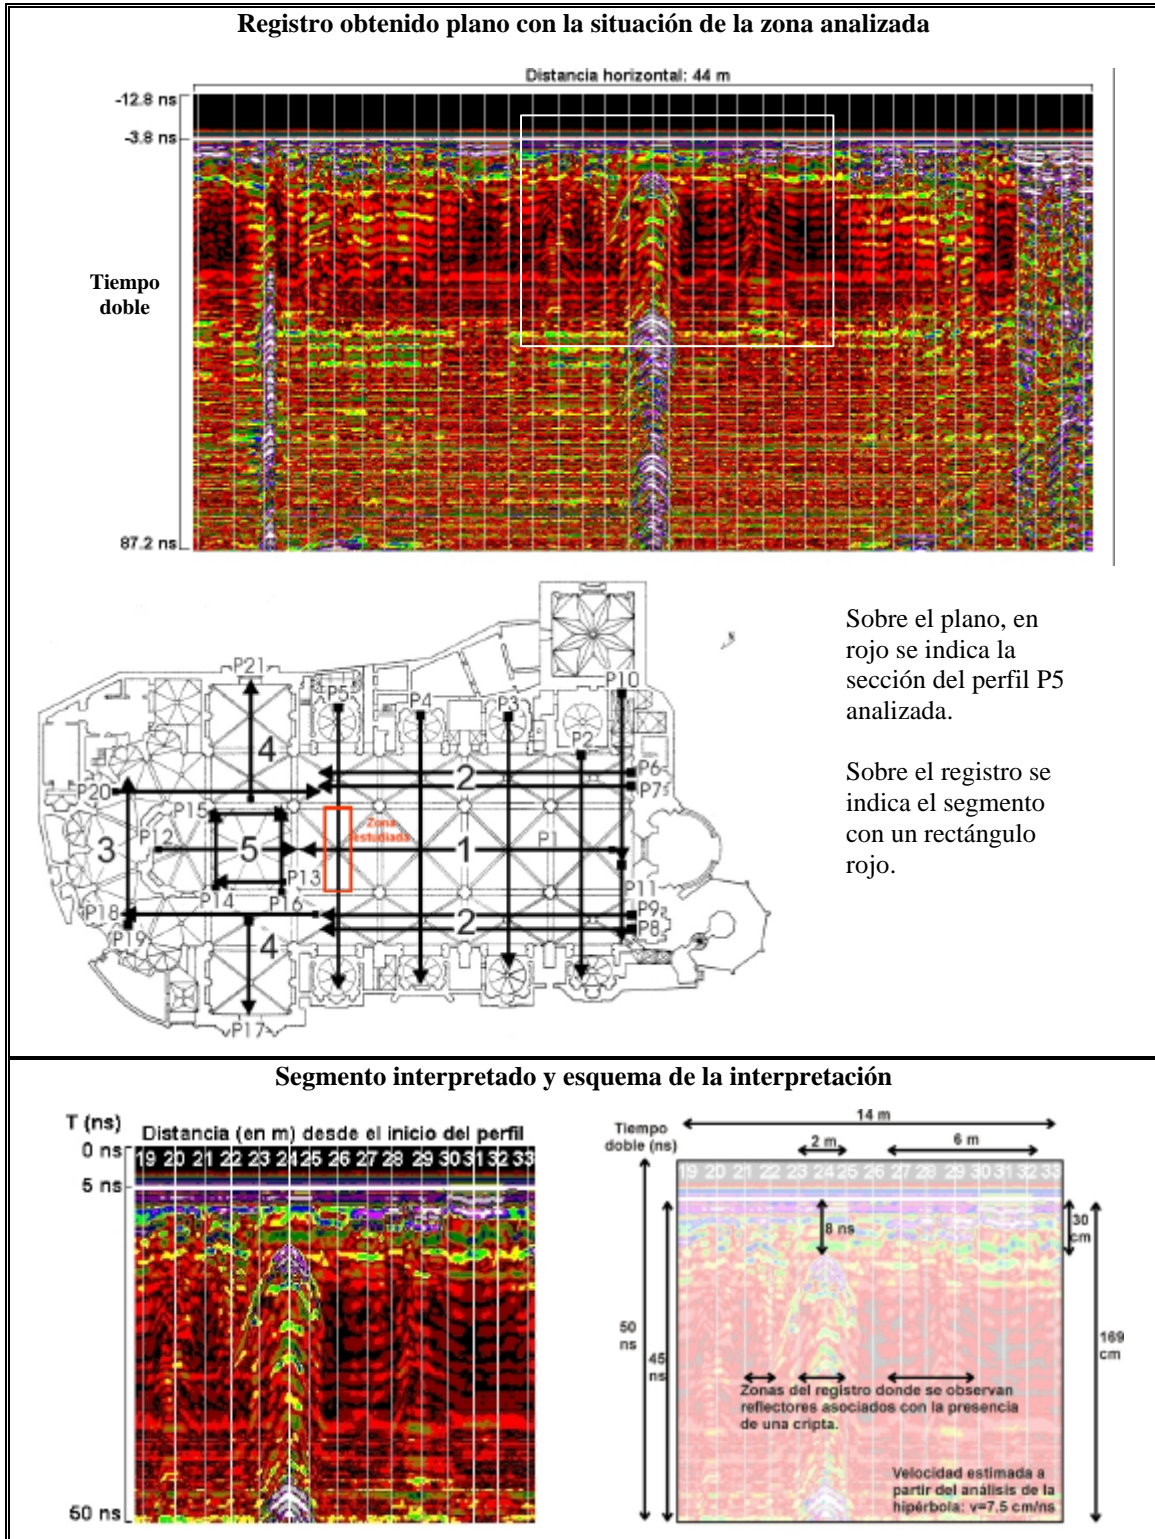 Registro obtenido plano con la situación de la zona analizada
Distancia horizontal: 44 m
-12.8 ns
-3.8 ns
Tiempo
doble
87.2 ns
Sobre el plano, en
rojo se indica la
sección del perfil P5
analizada.
Sobre el registro se
indica el segmento
con un rectángulo
rojo.
P21
P5
P4
P3
P10
P2
4
2
P6
P7
P20
P15
Zona
estudiada
3
P12
5
1
P1
P13
P14
P16
P11
P18
P9
P19
2
P8
4
P17
Segmento interpretado y esquema de la interpretación
T (ns)
Distancia (en m) desde el inicio del perfil
0 ns
19 20 21 22 23 24 25 26 27 28 29 30 31 32 33
5 ns
50 ns
14 m
Tiempo
doble (ns)
2 m
6 m
19 20 21 22 23 24 25 26 27 28 29 30 31 32 33
8 ns
30
cm
50
ns
45
ns
169
cm
Zonas del registro donde se observan
reflectores asociados con la presencia
de una cripta.
Velocidad estimada a
partir del análisis de la
hipérbola: v=7.5 cm/ns